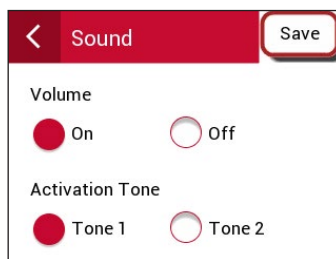 Sound Save
Volume
On Off
Activation Tone
Tone 1 Tone 2